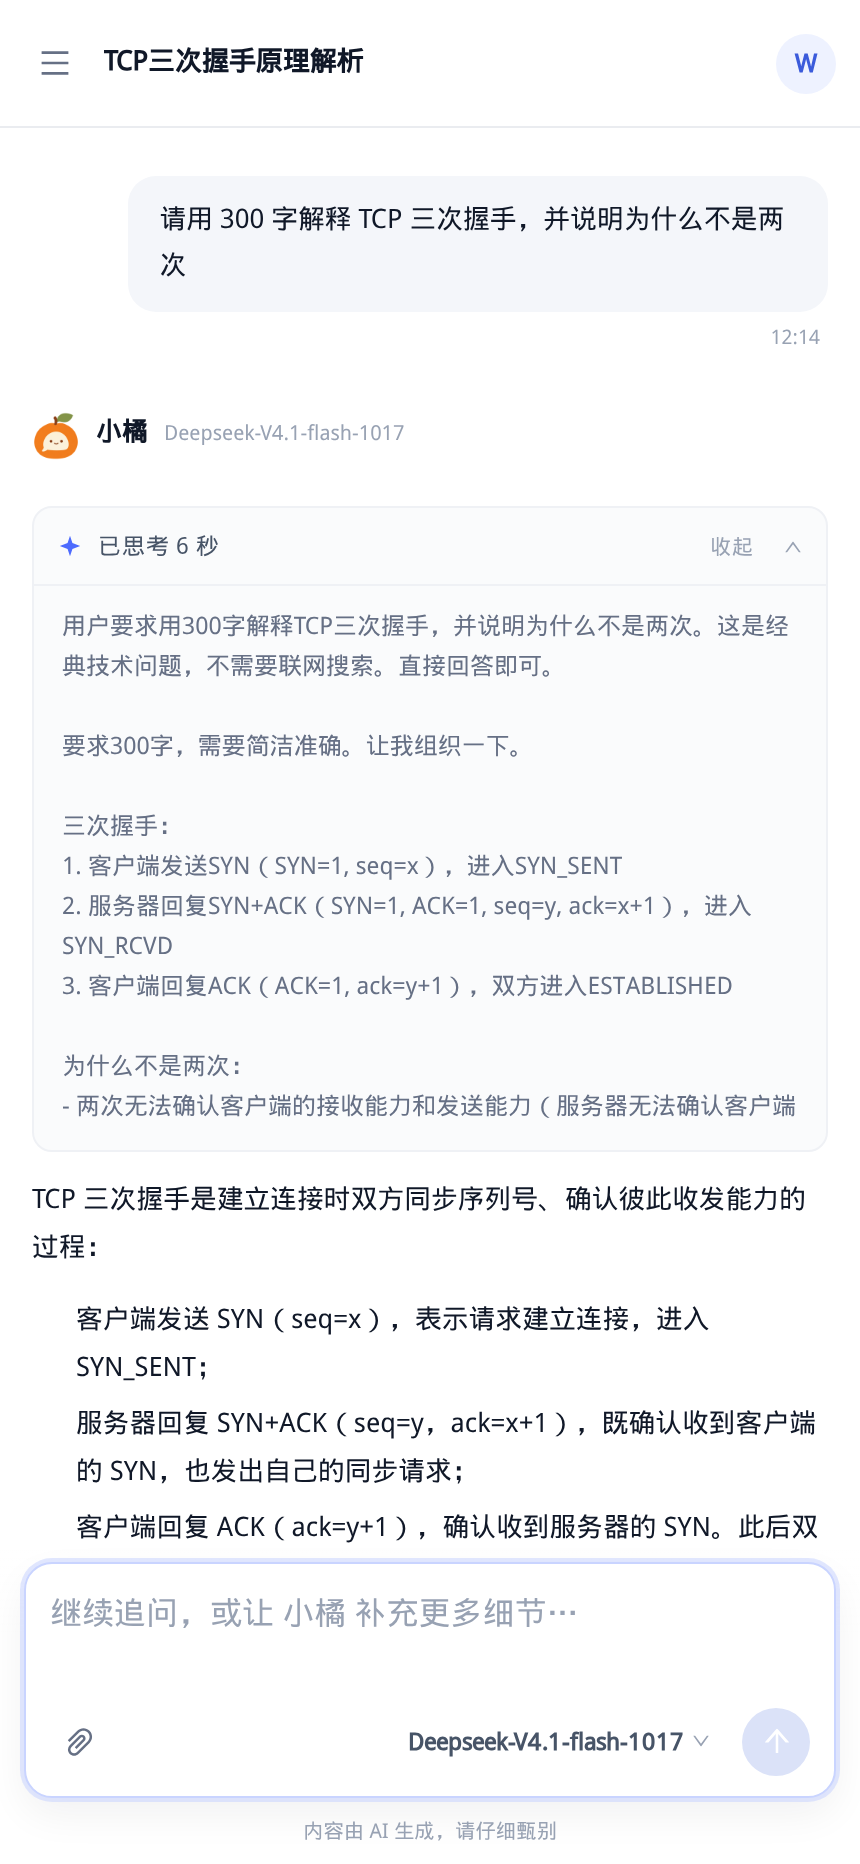 TCP三次握手原理解析
W
请用 300 字解释 TCP 三次握手，并说明为什么不是两
次
12:14
小橘 Deepseek-V4.1-flash-1017
已思考 6 秒 收起
用户要求用300字解释TCP三次握手，并说明为什么不是两次。这是经
典技术问题，不需要联网搜索。直接回答即可。
要求300字，需要简洁准确。让我组织一下。
三次握手：
1. 客户端发送SYN（SYN=1, seq=x），进入SYN_SENT
2. 服务器回复SYN+ACK（SYN=1, ACK=1, seq=y, ack=x+1），进入
SYN_RCVD
3. 客户端回复ACK（ACK=1, ack=y+1），双方进入ESTABLISHED
为什么不是两次：
- 两次无法确认客户端的接收能力和发送能力（服务器无法确认客户端
TCP 三次握手是建立连接时双方同步序列号、确认彼此收发能力的
过程：
客户端发送 SYN（seq=x），表示请求建立连接，进入
SYN_SENT；
服务器回复 SYN+ACK（seq=y，ack=x+1），既确认收到客户端
的 SYN，也发出自己的同步请求；
客户端回复 ACK（ack=y+1），确认收到服务器的 SYN。此后双
继续追问，或让 小橘 补充更多细节…
Deepseek-V4.1-flash-1017
内容由 AI 生成，请仔细甄别